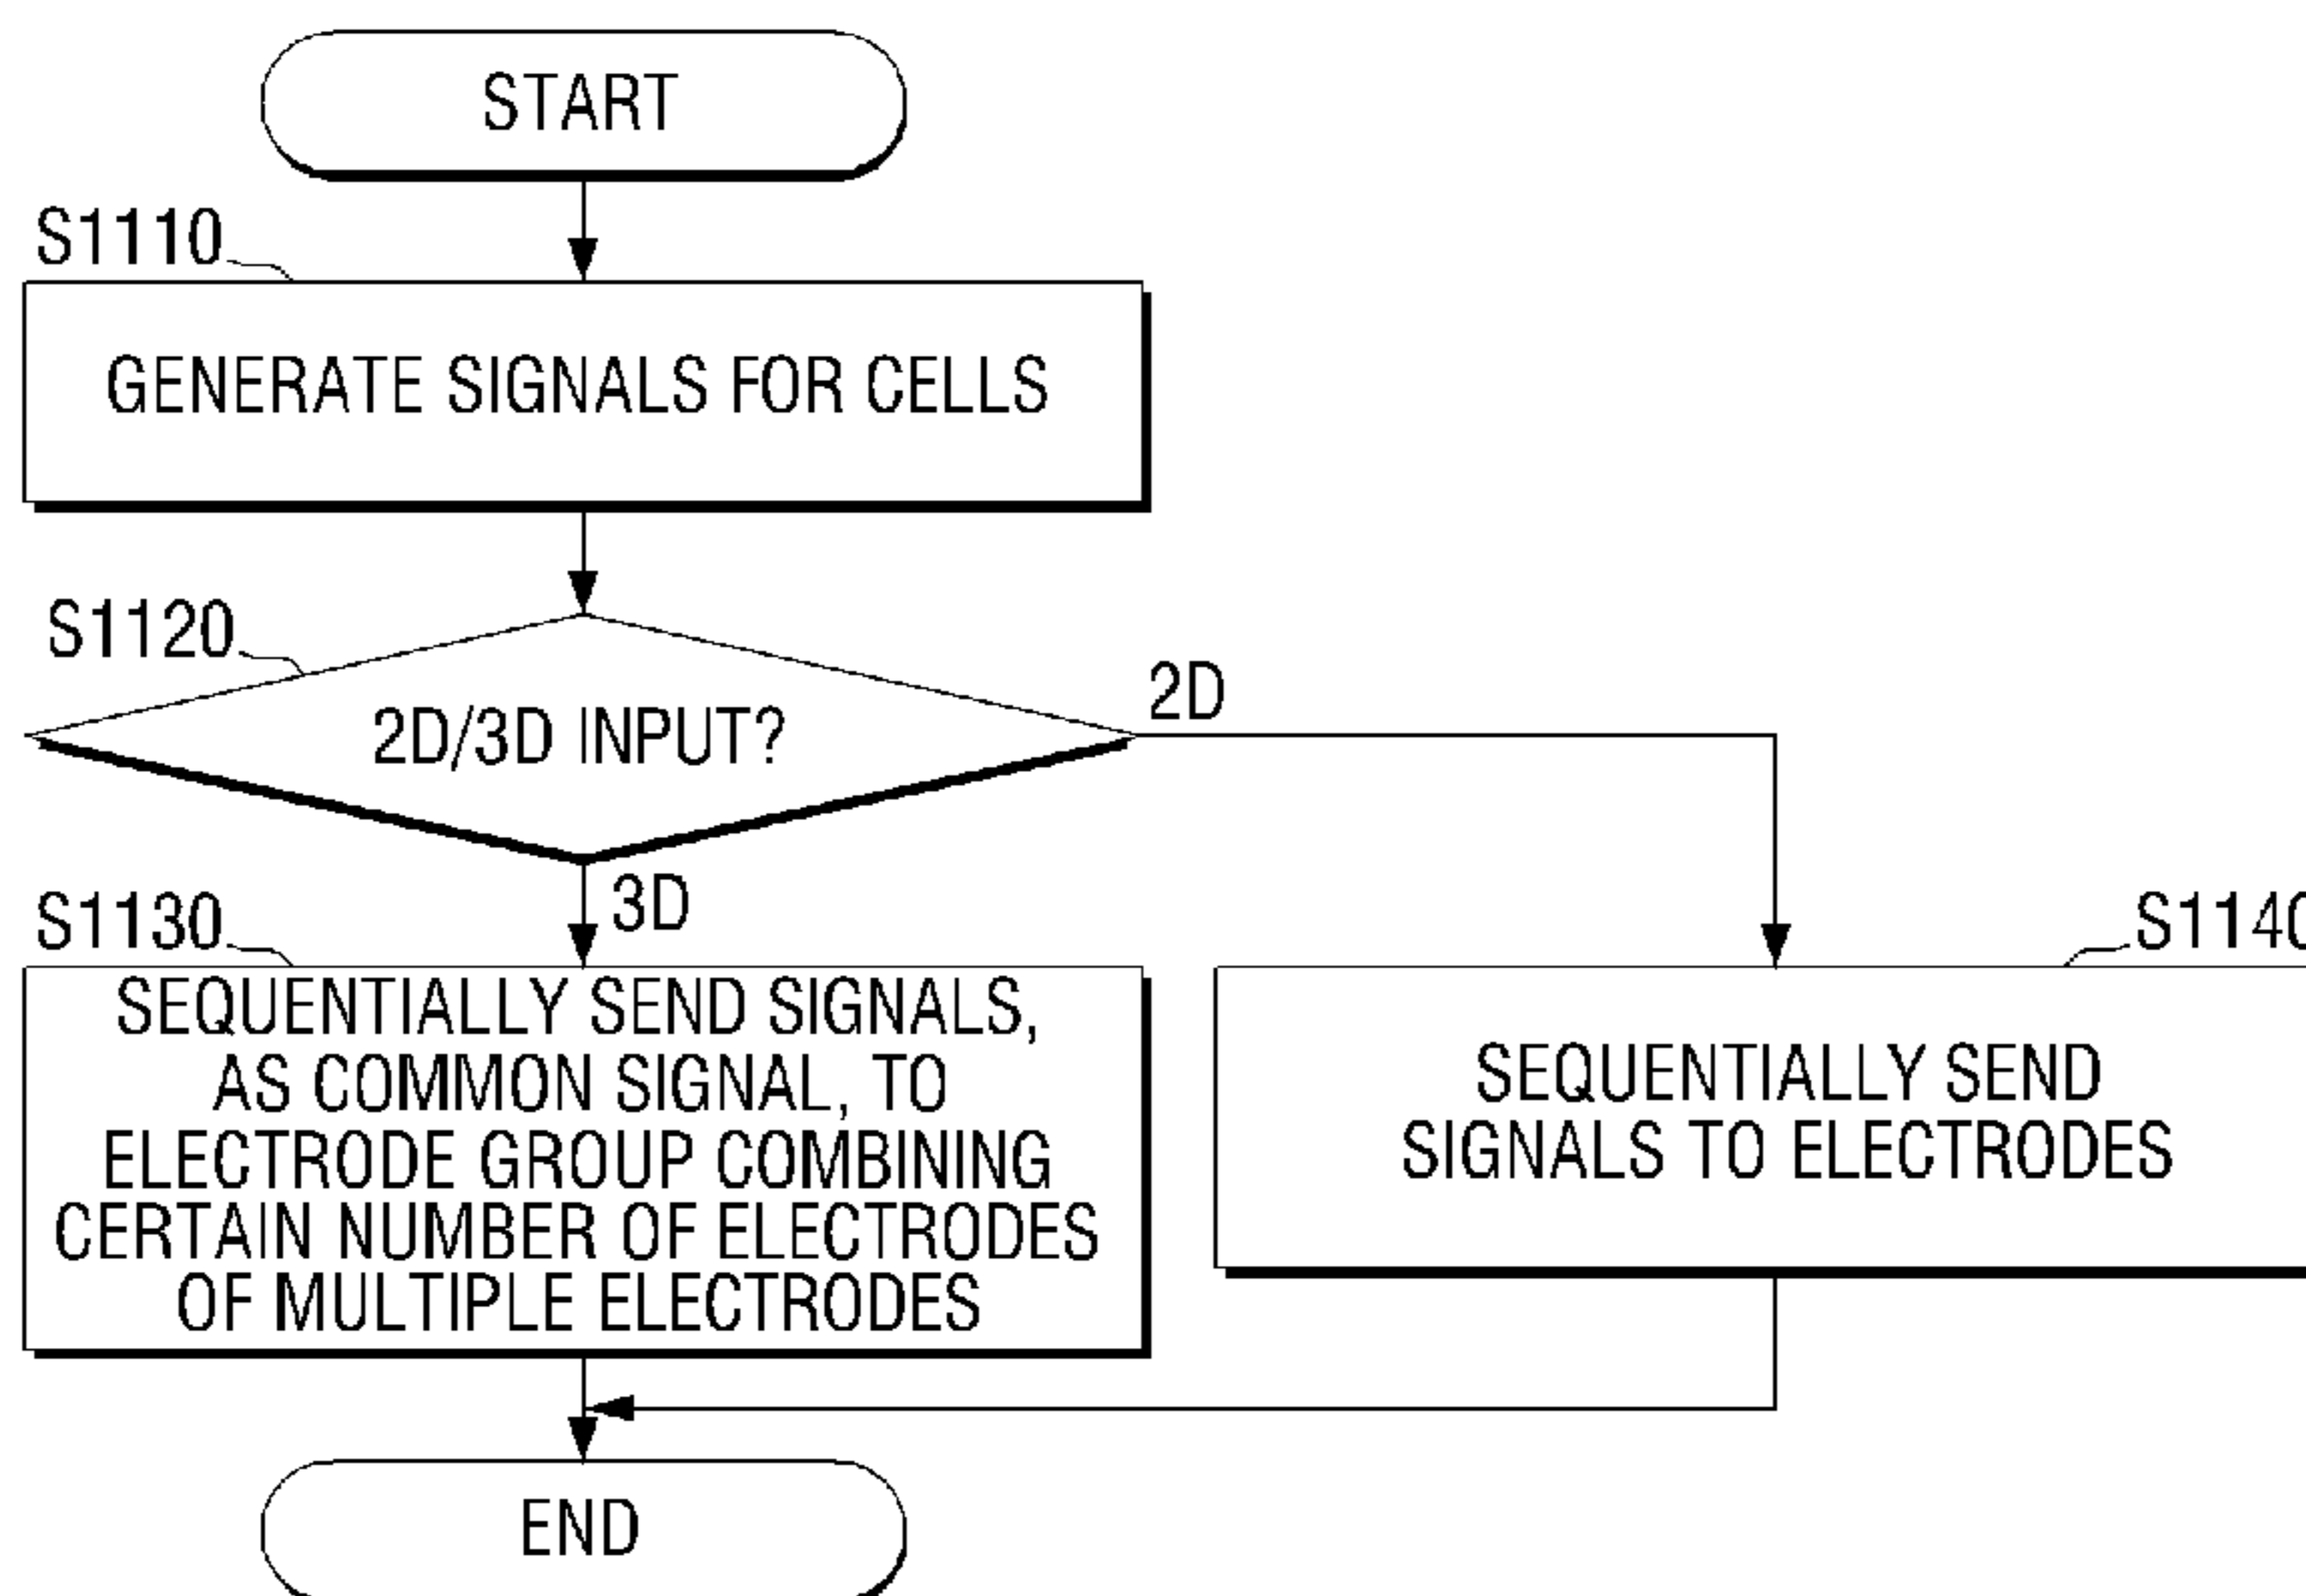 START
S1110
GENERATE SIGNALS FOR CELLS
S1120
2D/3D INPUT?
2D
3D
S1130
SEQUENTIALLY SEND SIGNALS,
AS COMMON SIGNAL, TO
ELECTRODE GROUP COMBINING
CERTAIN NUMBER OF ELECTRODES
OF MULTIPLE ELECTRODES
S1140
SEQUENTIALLY SEND
SIGNALS TO ELECTRODES
END